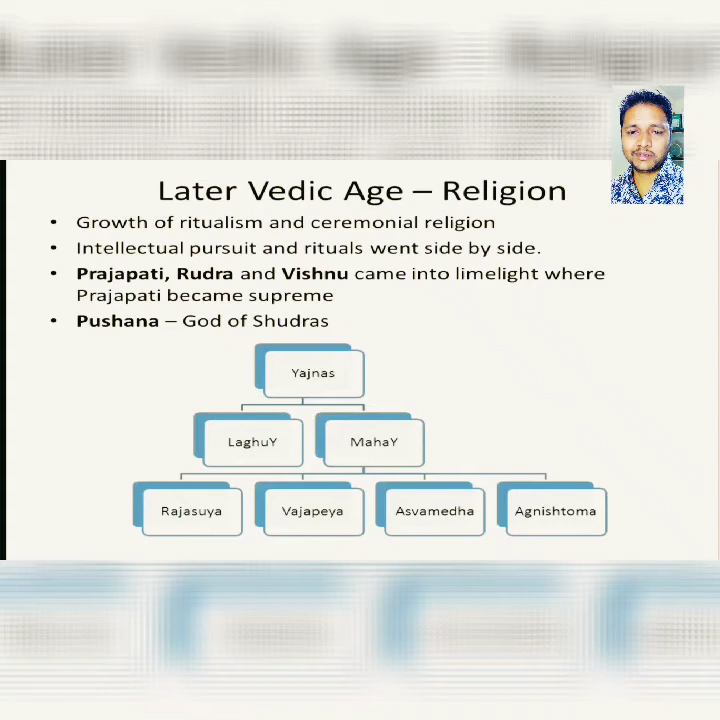 Later Vedic Age – Religion
• Growth of ritualism and ceremonial religion
• Intellectual pursuit and rituals went side by side.
• Prajapati, Rudra and Vishnu came into limelight where
Prajapati became supreme
• Pushana – God of Shudras
Yajnas
LaghuY MahaY
Rajasuya Vajapeya Asvamedha Agnishtoma